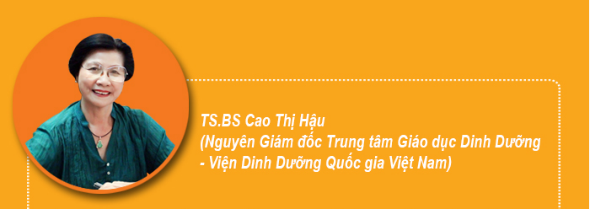 TS.BS Cao Thị Hậu
(Nguyên Giám đốc Trung tâm Giáo dục Dinh Dưỡng
- Viện Dinh Dưỡng Quốc gia Việt Nam)